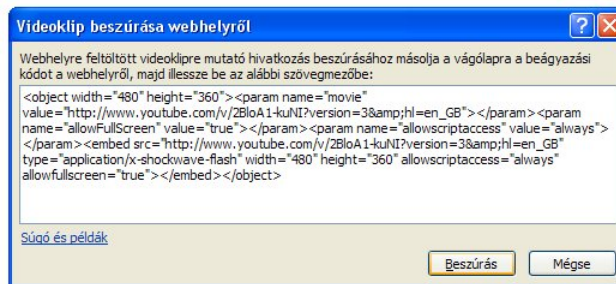 Videoklip beszúrása webhelyről
Webhelyre feltöltött videoklipre mutató hivatkozás beszúrásához másolja a vágólapra a beágyazási
kódot a webhelyről, majd illessze be az alábbi szövegmezőbe:
<object width="480" height="360"><param name="movie"
value="http://www.youtube.com/v/2BloA1-kuNI?version=3&amp;hl=en_GB"></param><param
name="allowFullScreen" value="true"></param><param name="allowscriptaccess" value="always">
</param><embed src="http://www.youtube.com/v/2BloA1-kuNI?version=3&amp;hl=en_GB"
type="application/x-shockwave-flash" width="480" height="360" allowscriptaccess="always"
allowfullscreen="true"></embed></object>
Súgó és példák
Beszúrás Mégse